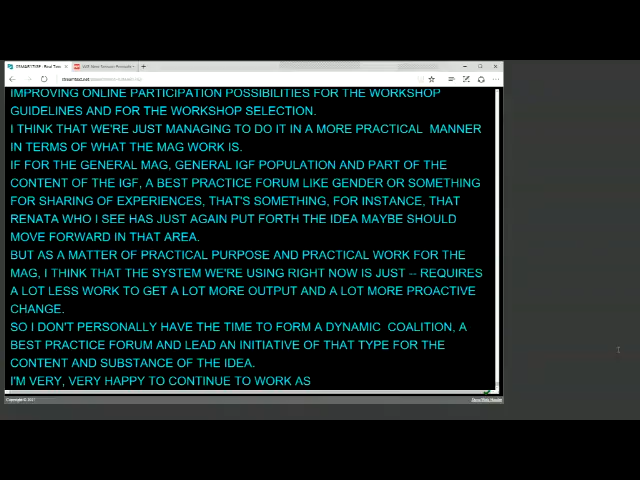 streamtext.net
IMPROVING ONLINE PARTICIPATION POSSIBILITIES FOR THE WORKSHOP
GUIDELINES AND FOR THE WORKSHOP SELECTION.
I THINK THAT WE'RE JUST MANAGING TO DO IT IN A MORE PRACTICAL MANNER
IN TERMS OF WHAT THE MAG WORK IS.
IF FOR THE GENERAL MAG, GENERAL IGF POPULATION AND PART OF THE
CONTENT OF THE IGF, A BEST PRACTICE FORUM LIKE GENDER OR SOMETHING
FOR SHARING OF EXPERIENCES, THAT'S SOMETHING, FOR INSTANCE, THAT
RENATA WHO I SEE HAS JUST AGAIN PUT FORTH THE IDEA MAYBE SHOULD
MOVE FORWARD IN THAT AREA.
BUT AS A MATTER OF PRACTICAL PURPOSE AND PRACTICAL WORK FOR THE
MAG, I THINK THAT THE SYSTEM WE'RE USING RIGHT NOW IS JUST -- REQUIRES
A LOT LESS WORK TO GET A LOT MORE OUTPUT AND A LOT MORE PROACTIVE
CHANGE.
SO I DON'T PERSONALLY HAVE THE TIME TO FORM A DYNAMIC COALITION, A
BEST PRACTICE FORUM AND LEAD AN INITIATIVE OF THAT TYPE FOR THE
CONTENT AND SUBSTANCE OF THE IDEA.
I'M VERY, VERY HAPPY TO CONTINUE TO WORK AS